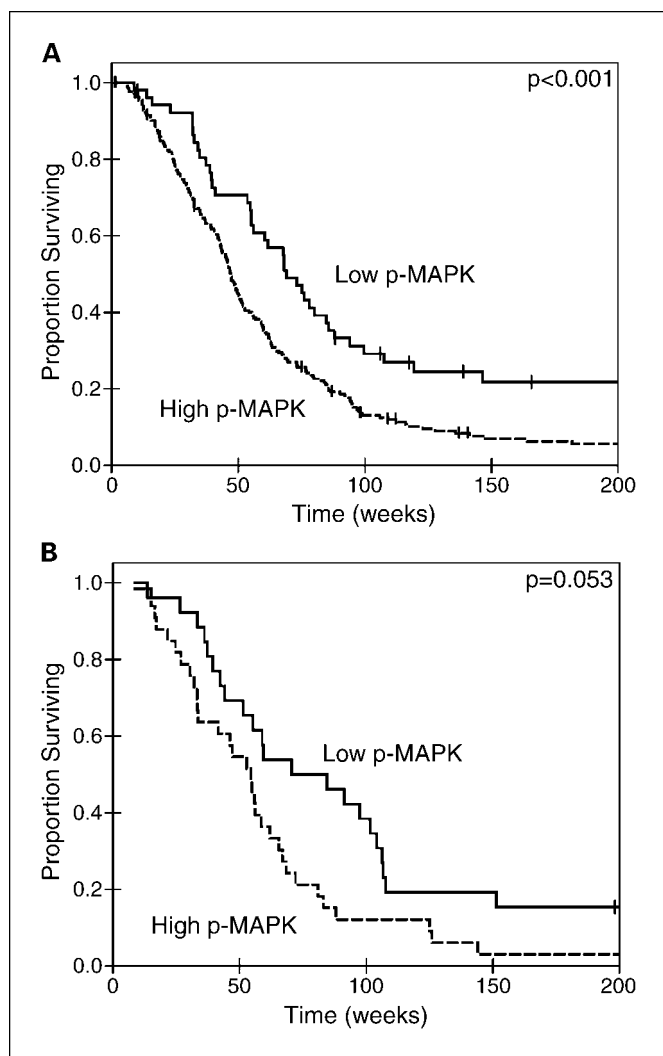 A
p<0.001
1.0
0.8
0.6
0.4
0.2
0.0
Proportion Surviving
Low p-MAPK
High p-MAPK
0 50 100 150 200
Time (weeks)
B
p=0.053
1.0
0.8
0.6
0.4
0.2
0.0
Proportion Surviving
Low p-MAPK
High p-MAPK
0 50 100 150 200
Time (weeks)